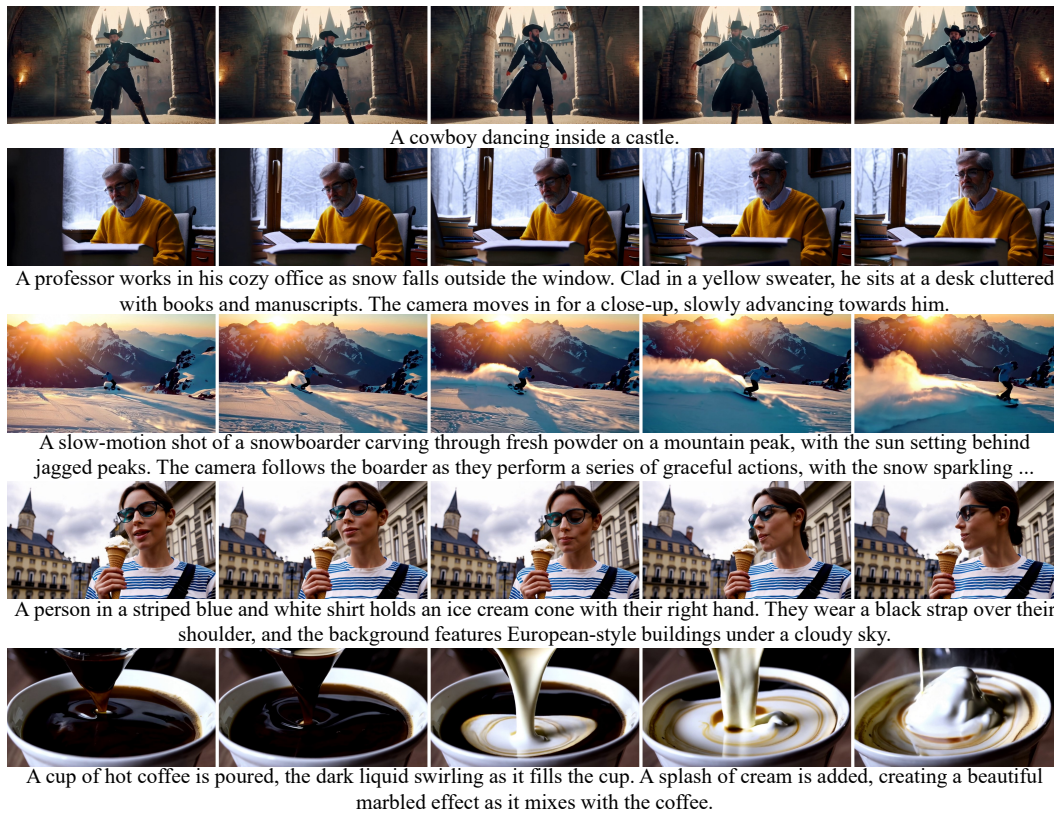 A cowboy dancing inside a castle.
A professor works in his cozy office as snow falls outside the window. Clad in a yellow sweater, he sits at a desk cluttered
with books and manuscripts. The camera moves in for a close-up, slowly advancing towards him.
A slow-motion shot of a snowboarder carving through fresh powder on a mountain peak, with the sun setting behind
jagged peaks. The camera follows the boarder as they perform a series of graceful actions, with the snow sparkling ...
A person in a striped blue and white shirt holds an ice cream cone with their right hand. They wear a black strap over their
shoulder, and the background features European-style buildings under a cloudy sky.
A cup of hot coffee is poured, the dark liquid swirling as it fills the cup. A splash of cream is added, creating a beautiful
marbled effect as it mixes with the coffee.